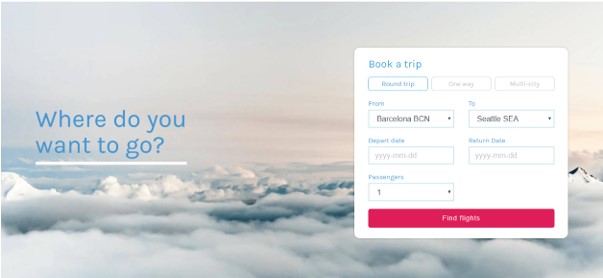 Where do you
want to go?
Book a trip
Round trip One way Multi-city
From To
Barcelona BCN Seattle SEA
Depart date Return Date
yyyy-mm-dd yyyy-mm-dd
Passengers
1
Find flights